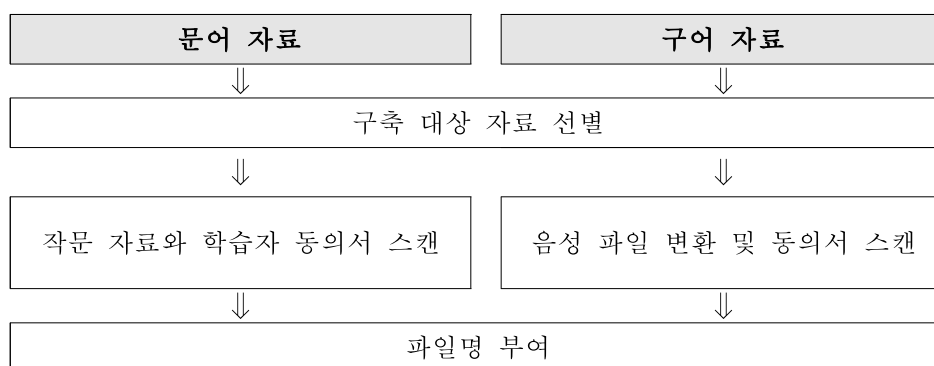 문어 자료
구어 자료
⇓ ⇓
구축 대상 자료 선별
⇓ ⇓
작문 자료와 학습자 동의서 스캔
음성 파일 변환 및 동의서 스캔
⇓ ⇓
파일명 부여